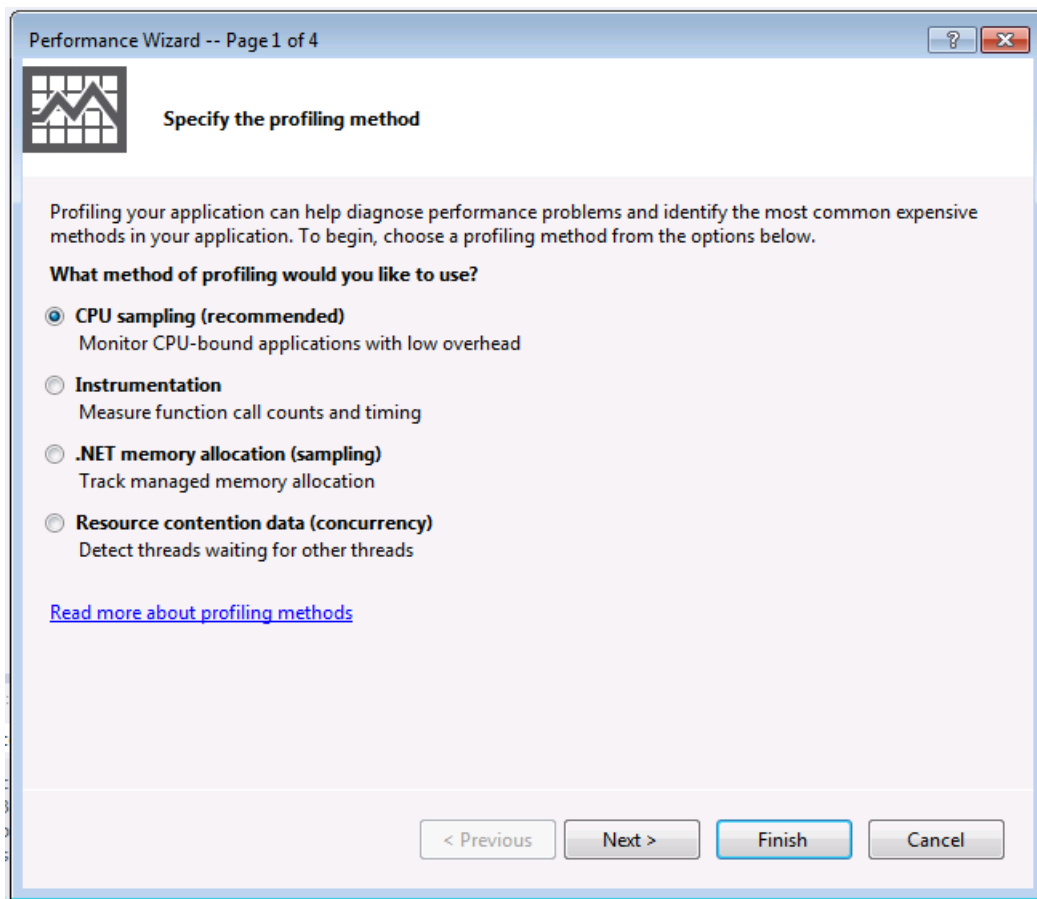 Performance Wizard -- Page 1 of 4
Specify the profiling method
Profiling your application can help diagnose performance problems and identify the most common expensive
methods in your application. To begin, choose a profiling method from the options below.
What method of profiling would you like to use?
CPU sampling (recommended)
Monitor CPU-bound applications with low overhead
Instrumentation
Measure function call counts and timing
.NET memory allocation (sampling)
Track managed memory allocation
Resource contention data (concurrency)
Detect threads waiting for other threads
Read more about profiling methods
< Previous Next > Finish Cancel